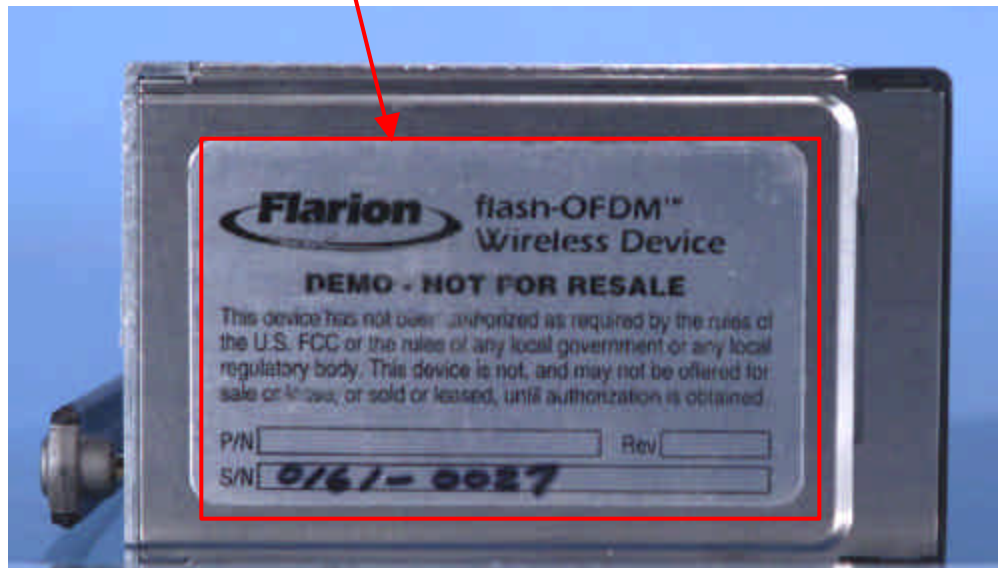 Flarion
flash-OFDM™
Wireless Device
DEMO - NOT FOR RESALE
This device has not been authorized as required by the rules of
the U.S. FCC or the rules of any local government or any local
regulatory body. This device is not, and may not be offered for
sale or lease, or sold or leased, until authorization is obtained.
P/N Rev
S/N 0161-0027